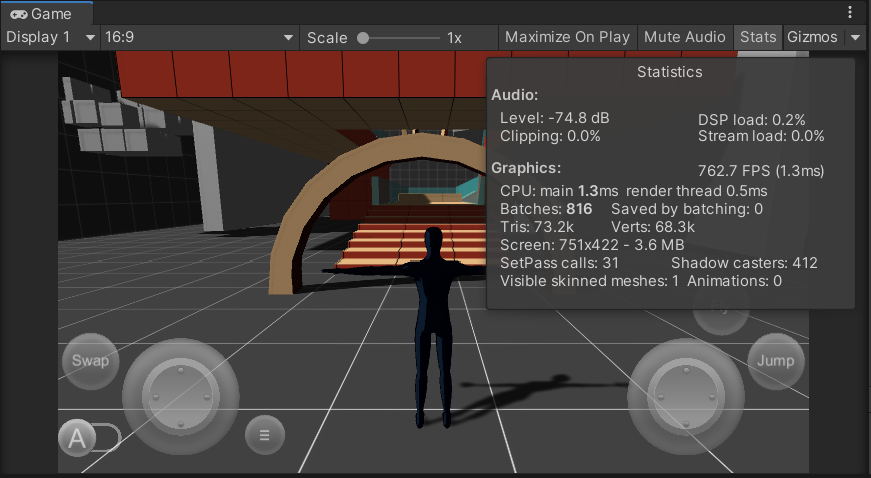 Game
Display 1 16:9 Scale 1x Maximize On Play Mute Audio Stats Gizmos
Statistics
Audio:
Level: -74.8 dB DSP load: 0.2%
Clipping: 0.0% Stream load: 0.0%
Graphics: 762.7 FPS (1.3ms)
CPU: main 1.3ms render thread 0.5ms
Batches: 816 Saved by batching: 0
Tris: 73.2k Verts: 68.3k
Screen: 751x422 - 3.6 MB
SetPass calls: 31 Shadow casters: 412
Visible skinned meshes: 1 Animations: 0
Swap
Jump
A